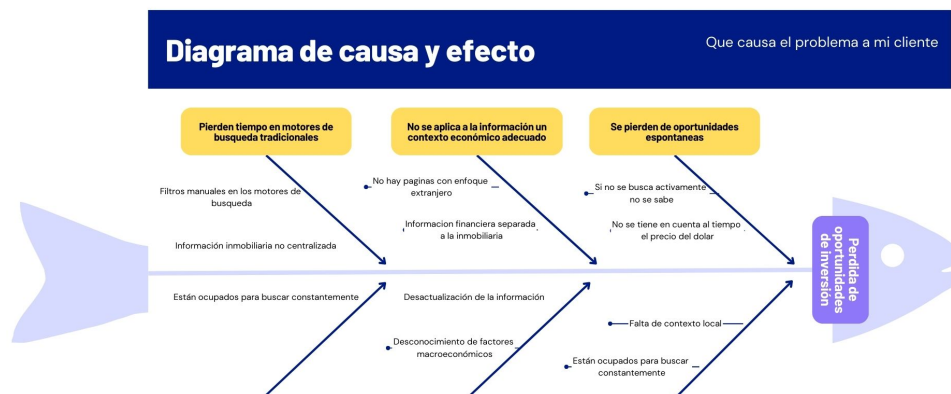 Diagrama de causa y efecto
Que causa el problema a mi cliente
Pierden tiempo en motores de
busqueda tradicionales
No se aplica a la información un
contexto económico adecuado
Se pierden de oportunidades
espontaneas
Filtros manuales en los motores de
busqueda
No hay paginas con enfoque
extranjero
Si no se busca activamente
no se sabe
Información inmobiliaria no centralizada
Informacion financiera separada
a la inmobiliaria
No se tiene en cuenta al tiempo
el precio del dolar
Perdida de
oportunidades
de inversión
Están ocupados para buscar constantemente
Desactualización de la información
Falta de contexto local
Desconocimiento de factores
macroeconómicos
Están ocupados para buscar
constantemente